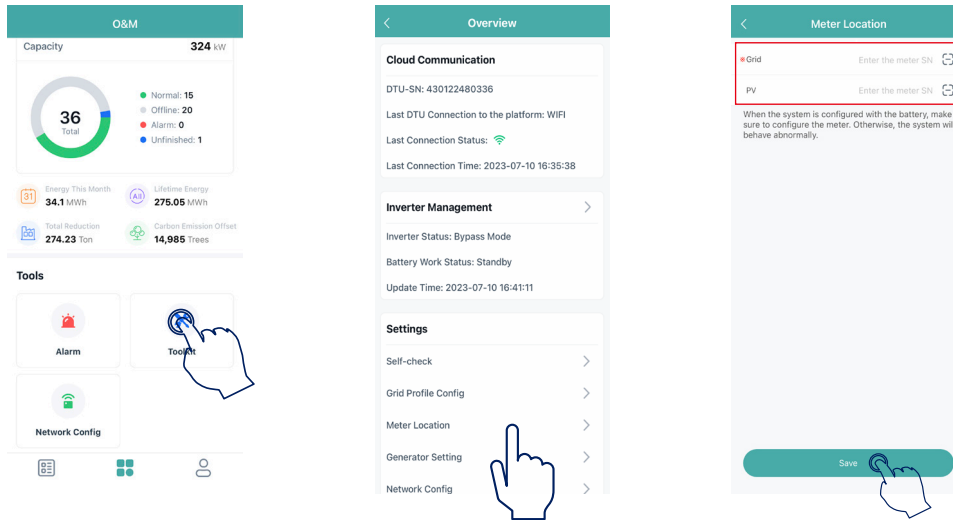 O&M
Capacity
324 kW
36
Total
Normal: 15
Offline: 20
Alarm: 0
Unfinished: 1
31
Energy This Month
34.1 MWh
All
Lifetime Energy
275.05 MWh
Total Reduction
274.23 Ton
Carbon Emission Offset
14,985 Trees
Tools
Alarm
Toolkit
Network Config
Overview
Cloud Communication
DTU-SN: 430122480336
Last DTU Connection to the platform: WIFI
Last Connection Status:
Last Connection Time: 2023-07-10 16:35:38
Inverter Management
Inverter Status: Bypass Mode
Battery Work Status: Standby
Update Time: 2023-07-10 16:41:11
Settings
Self-check
Grid Profile Config
Meter Location
Generator Setting
Network Config
Meter Location
*Grid
Enter the meter SN
PV
Enter the meter SN
When the system is configured with the battery, make
sure to configure the meter. Otherwise, the system will
behave abnormally.
Save